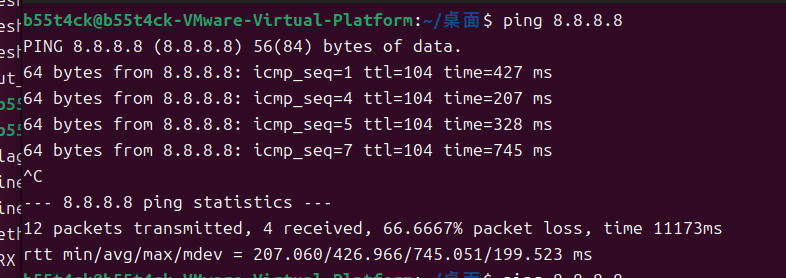 b55t4ck@b55t4ck-VMware-Virtual-Platform:~/桌面$ ping 8.8.8.8
PING 8.8.8.8 (8.8.8.8) 56(84) bytes of data.
64 bytes from 8.8.8.8: icmp_seq=1 ttl=104 time=427 ms
64 bytes from 8.8.8.8: icmp_seq=4 ttl=104 time=207 ms
64 bytes from 8.8.8.8: icmp_seq=5 ttl=104 time=328 ms
64 bytes from 8.8.8.8: icmp_seq=7 ttl=104 time=745 ms
^C
--- 8.8.8.8 ping statistics ---
12 packets transmitted, 4 received, 66.6667% packet loss, time 11173ms
rtt min/avg/max/mdev = 207.060/426.966/745.051/199.523 ms
b55t4ck@b55t4ck-VMware-Virtual-Platform:~/桌面$ ping 8.8.8.8